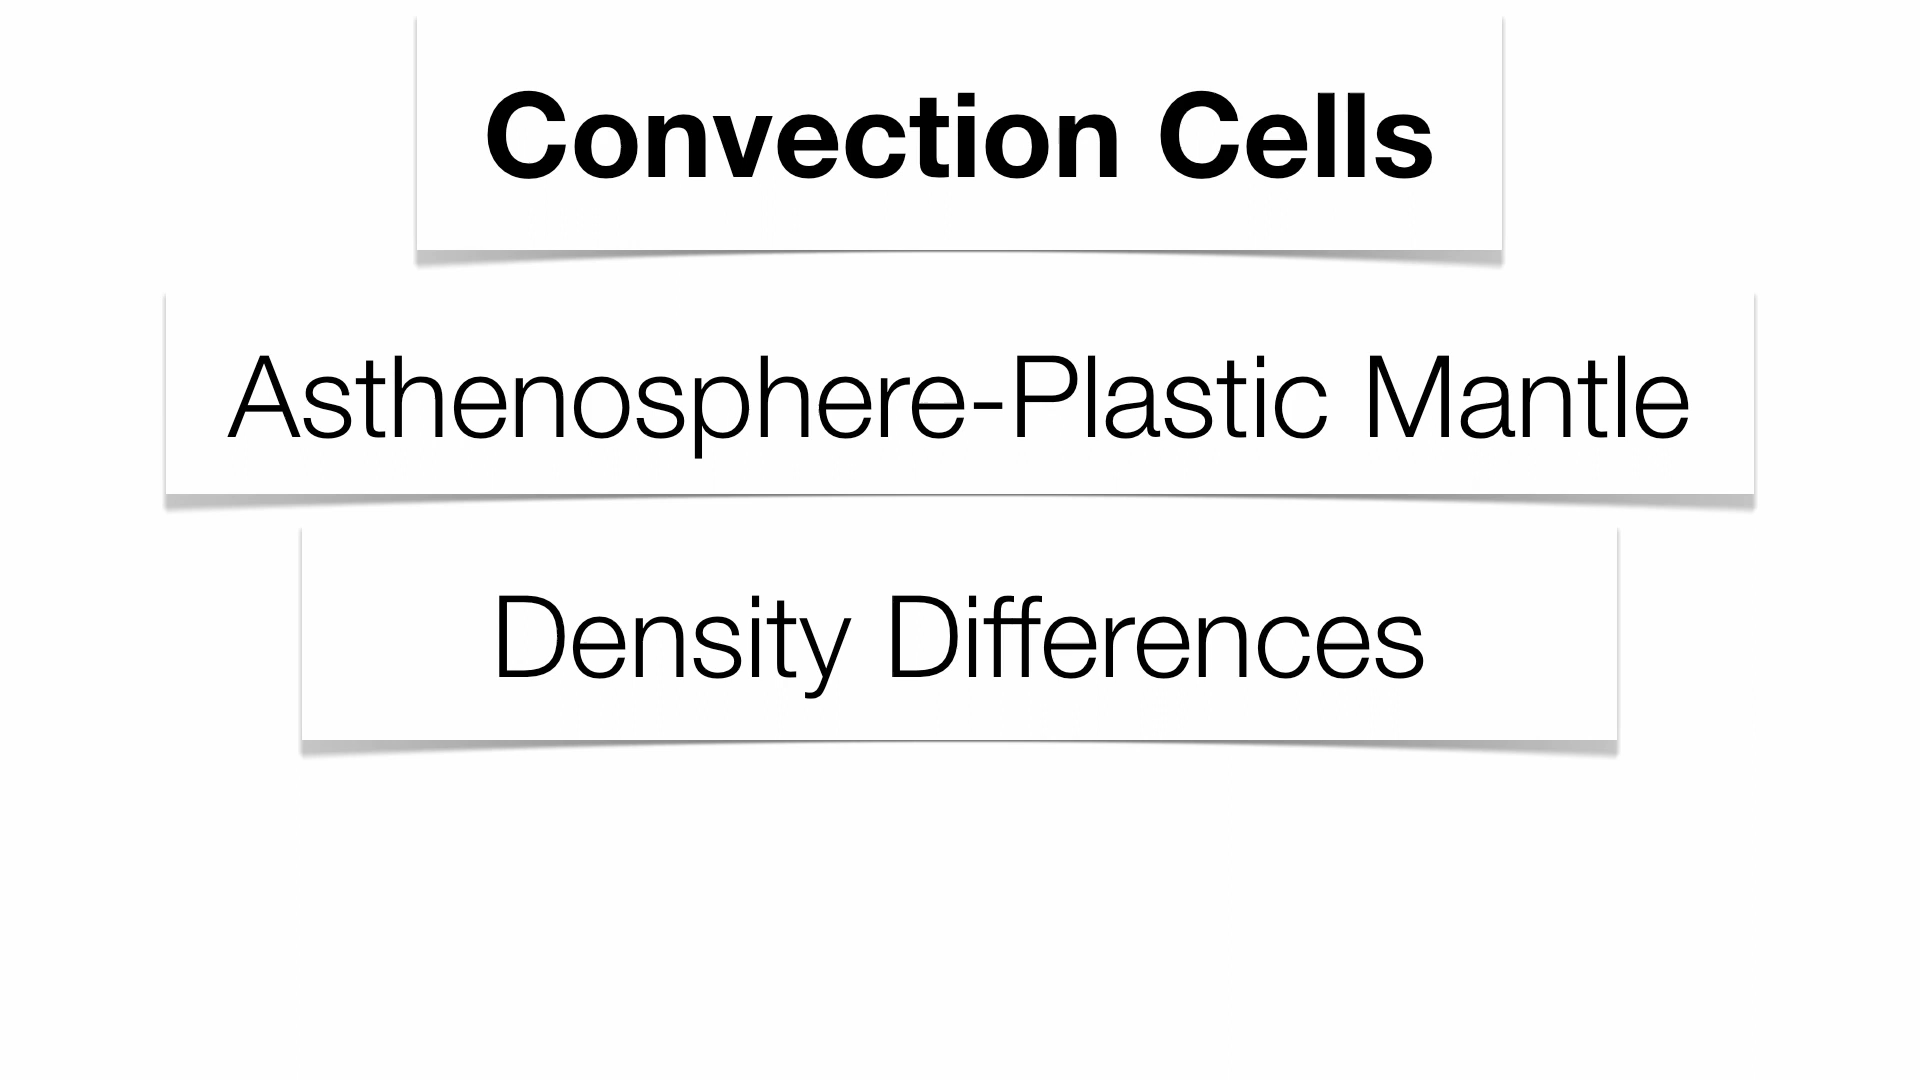 Convection Cells
Asthenosphere-Plastic Mantle
Density Differences